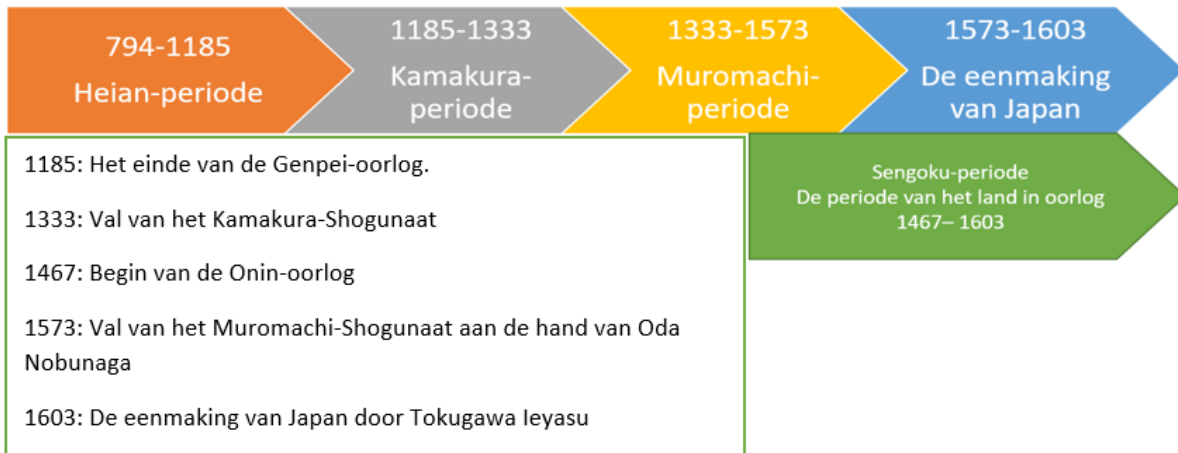 794-1185
Heian-periode
1185-1333
Kamakura-
periode
1333-1573
Muromachi-
periode
1573-1603
De eenmaking
van Japan
Sengoku-periode
De periode van het land in oorlog
1467– 1603
1185: Het einde van de Genpei-oorlog.
1333: Val van het Kamakura-Shogunaat
1467: Begin van de Onin-oorlog
1573: Val van het Muromachi-Shogunaat aan de hand van Oda
Nobunaga
1603: De eenmaking van Japan door Tokugawa Ieyasu